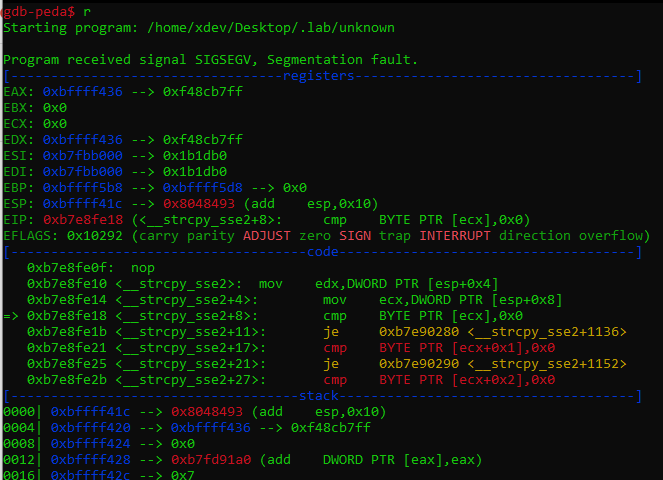 gdb-peda$ r
Starting program: /home/xdev/Desktop/.lab/unknown
Program received signal SIGSEGV, Segmentation fault.
[----------------------------------registers-----------------------------------]
EAX: 0xbffff436 --> 0xf48cb7ff
EBX: 0x0
ECX: 0x0
EDX: 0xbffff436 --> 0xf48cb7ff
ESI: 0xb7fbb000 --> 0x1b1db0
EDI: 0xb7fbb000 --> 0x1b1db0
EBP: 0xbffff5b8 --> 0xbffff5d8 --> 0x0
ESP: 0xbffff41c --> 0x8048493 (add    esp,0x10)
EIP: 0xb7e8fe18 (<__strcpy_sse2+8>:    cmp    BYTE PTR [ecx],0x0)
EFLAGS: 0x10292 (carry parity ADJUST zero SIGN trap INTERRUPT direction overflow)
[-------------------------------------code-------------------------------------]
   0xb7e8fe0f:  nop
   0xb7e8fe10 <__strcpy_sse2>:  mov    edx,DWORD PTR [esp+0x4]
   0xb7e8fe14 <__strcpy_sse2+4>:        mov    ecx,DWORD PTR [esp+0x8]
=> 0xb7e8fe18 <__strcpy_sse2+8>:        cmp    BYTE PTR [ecx],0x0
   0xb7e8fe1b <__strcpy_sse2+11>:       je     0xb7e90280 <__strcpy_sse2+1136>
   0xb7e8fe21 <__strcpy_sse2+17>:       cmp    BYTE PTR [ecx+0x1],0x0
   0xb7e8fe25 <__strcpy_sse2+21>:       je     0xb7e90290 <__strcpy_sse2+1152>
   0xb7e8fe2b <__strcpy_sse2+27>:       cmp    BYTE PTR [ecx+0x2],0x0
[------------------------------------stack-------------------------------------]
0000| 0xbffff41c --> 0x8048493 (add    esp,0x10)
0004| 0xbffff420 --> 0xbffff436 --> 0xf48cb7ff
0008| 0xbffff424 --> 0x0
0012| 0xbffff428 --> 0xb7fd91a0 (add    DWORD PTR [eax],eax)
0016| 0xbffff42c --> 0x7